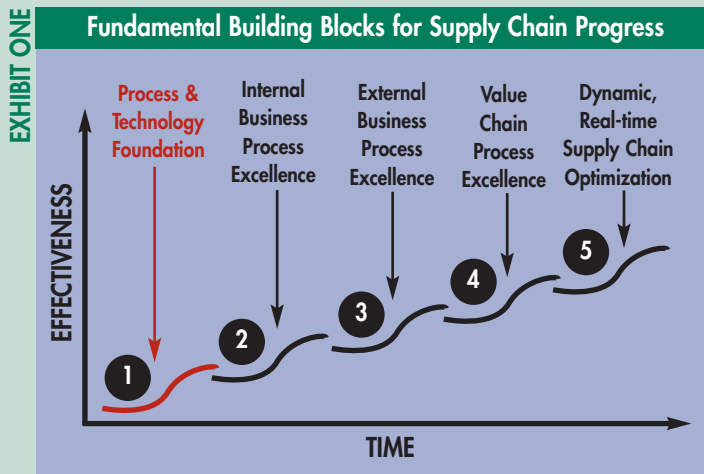 EXHIBIT ONE
Fundamental Building Blocks for Supply Chain Progress
Process &
Technology
Foundation
Internal
Business
Process
Excellence
External
Business
Process
Excellence
Value
Chain
Process
Excellence
Dynamic,
Real-time
Supply Chain
Optimization
EFFECTIVENESS
1
2
3
4
5
TIME